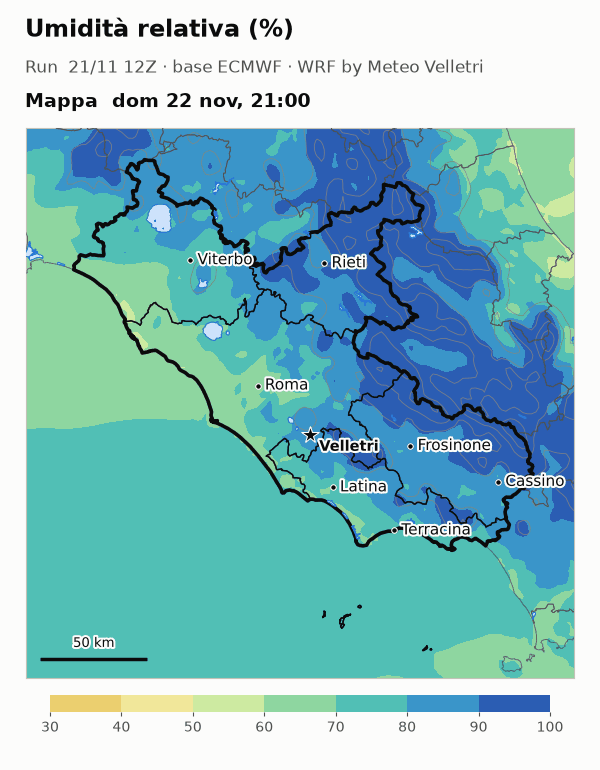 Umidità relativa (%)
Run  21/11 12Z · base ECMWF · WRF by Meteo Velletri
Mappa  dom 22 nov, 21:00
Viterbo
Rieti
Roma
Velletri
Frosinone
Cassino
Latina
Terracina
50 km
30 40 50 60 70 80 90 100